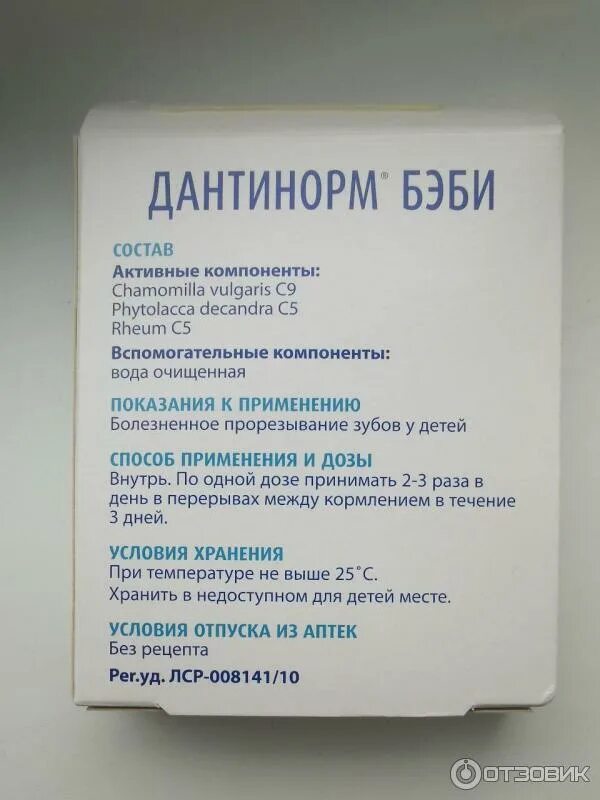 ДАНТИНОРМ® БЭБИ
СОСТАВ
Активные компоненты:
Chamomilla vulgaris C9
Phytolacca decandra C5
Rheum C5
Вспомогательные компоненты:
вода очищенная
ПОКАЗАНИЯ К ПРИМЕНЕНИЮ
Болезненное прорезывание зубов у детей
СПОСОБ ПРИМЕНЕНИЯ И ДОЗЫ
Внутрь. По одной дозе принимать 2-3 раза в
день в перерывах между кормлением в течение
3 дней.
УСЛОВИЯ ХРАНЕНИЯ
При температуре не выше 25˚С.
Хранить в недоступном для детей месте.
УСЛОВИЯ ОТПУСКА ИЗ АПТЕК
Без рецепта
Рег.уд. ЛСР-008141/10
ОТЗОВИК